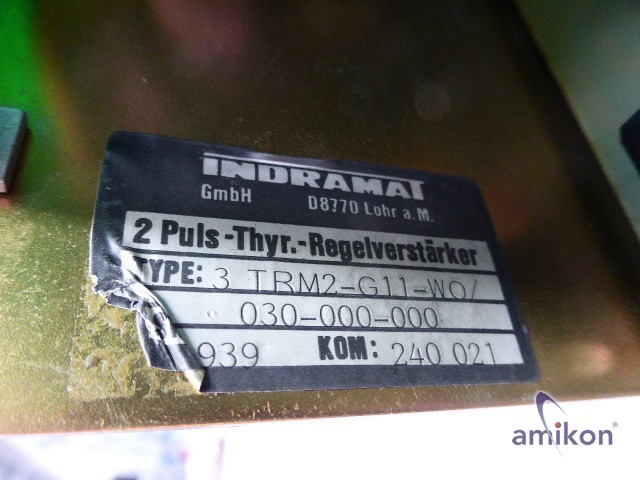 INDRAMAT
GmbH D8770 Lohr a.M.
2 Puls-Thyr.-Regelverstärker
TYPE: 3 TRM2-G11-WO/
030-000-000
939 KOM: 240 021
amikon®